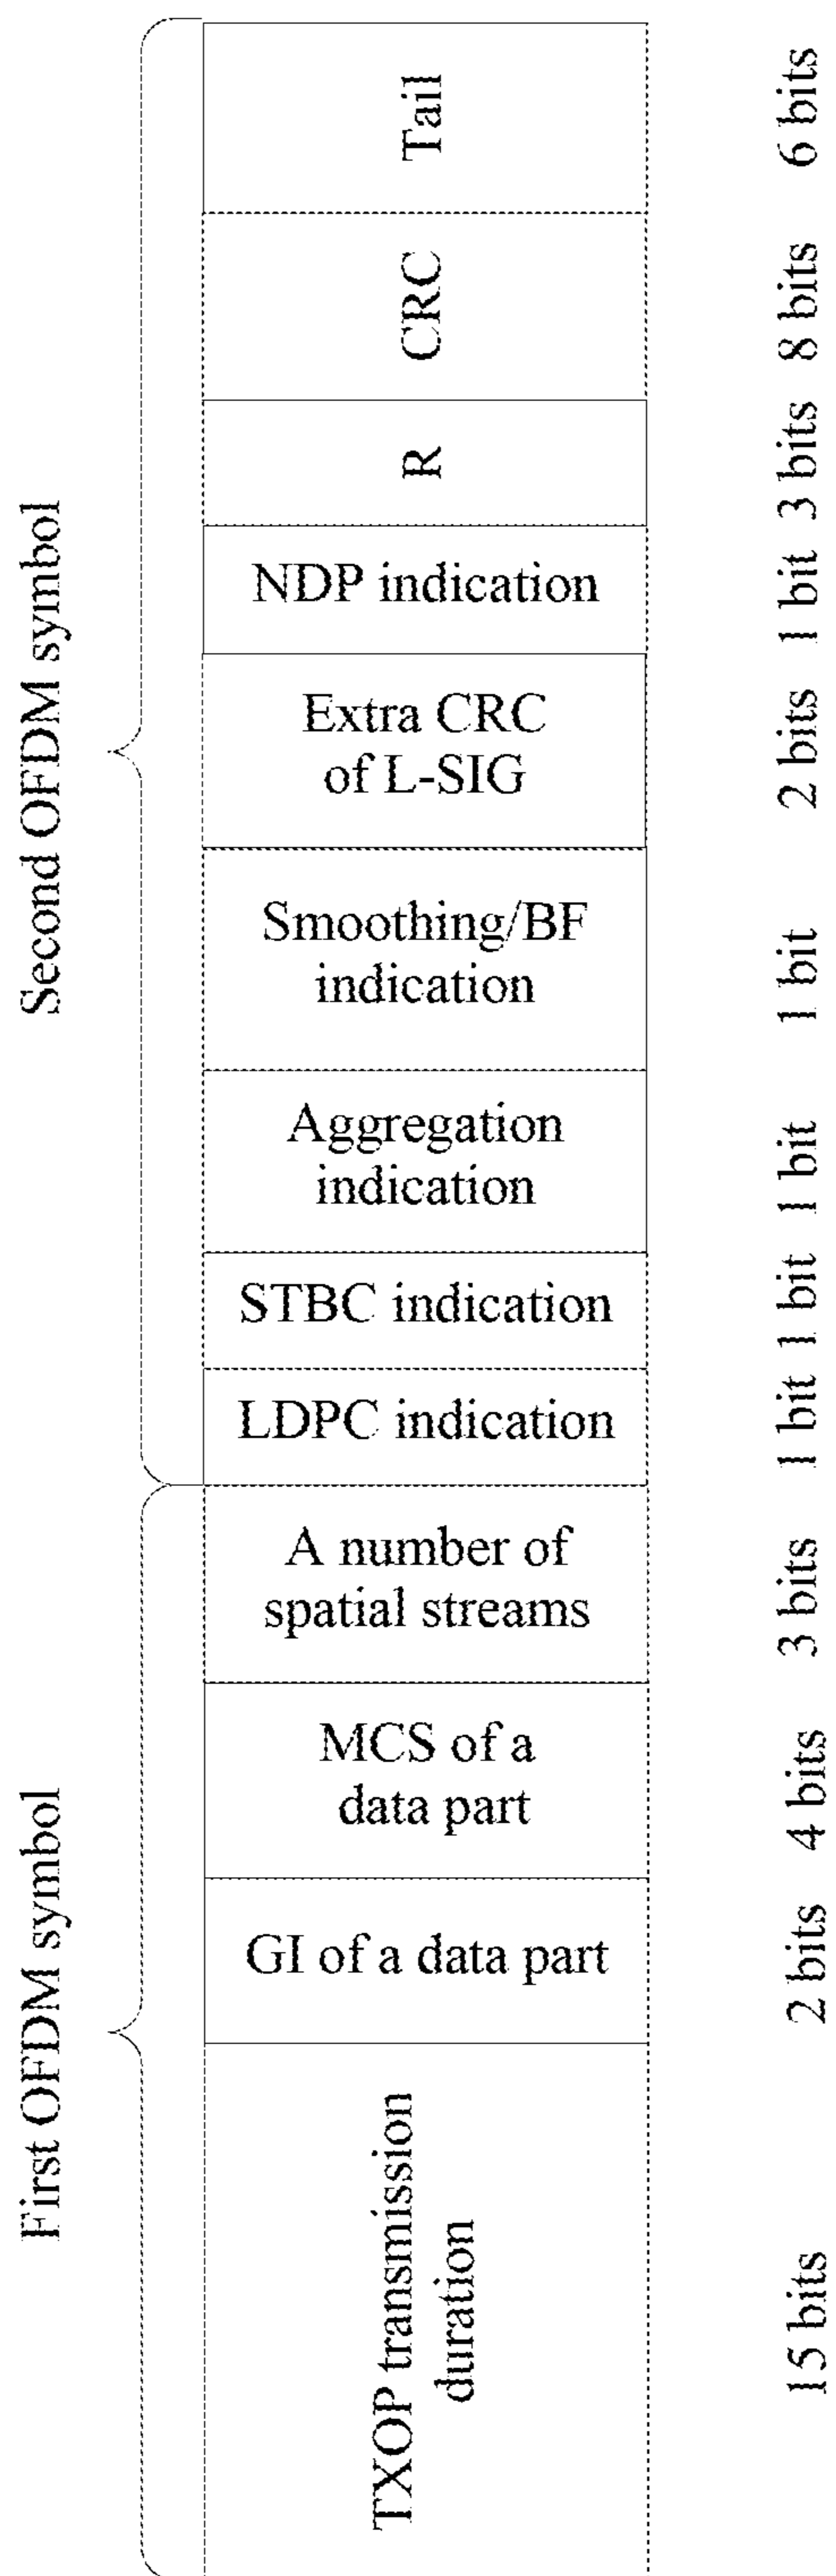 First OFDM symbol
Second OFDM symbol
TXOP transmission
duration
GI of a data part
MCS of a
data part
A number of
spatial streams
LDPC indication
STBC indication
Aggregation
indication
Smoothing/BF
indication
Extra CRC
of L-SIG
NDP indication
R
CRC
Tail
15 bits
2 bits
4 bits
3 bits
1 bit
1 bit
1 bit
1 bit
2 bits
1 bit
3 bits
8 bits
6 bits